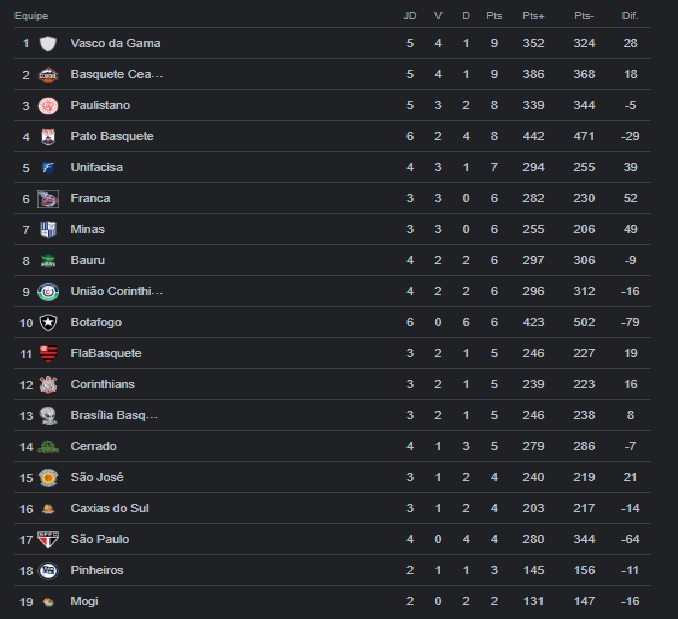 Equipe JD V D Pts Pts+ Pts- Dif.
1 Vasco da Gama 5 4 1 9 352 324 28
2 Basquete Cea... 5 4 1 9 386 368 18
3 Paulistano 5 3 2 8 339 344 -5
4 Pato Basquete 6 2 4 8 442 471 -29
5 Unifacisa 4 3 1 7 294 255 39
6 Franca 3 3 0 6 282 230 52
7 Minas 3 3 0 6 255 206 49
8 Bauru 4 2 2 6 297 306 -9
9 União Corinthi... 4 2 2 6 296 312 -16
10 Botafogo 6 0 6 6 423 502 -79
11 FlaBasquete 3 2 1 5 246 227 19
12 Corinthians 3 2 1 5 239 223 16
13 Brasília Basq... 3 2 1 5 246 238 8
14 Cerrado 4 1 3 5 279 286 -7
15 São José 3 1 2 4 240 219 21
16 Caxias do Sul 3 1 2 4 203 217 -14
17 São Paulo 4 0 4 4 280 344 -64
18 Pinheiros 2 1 1 3 145 156 -11
19 Mogi 2 0 2 2 131 147 -16